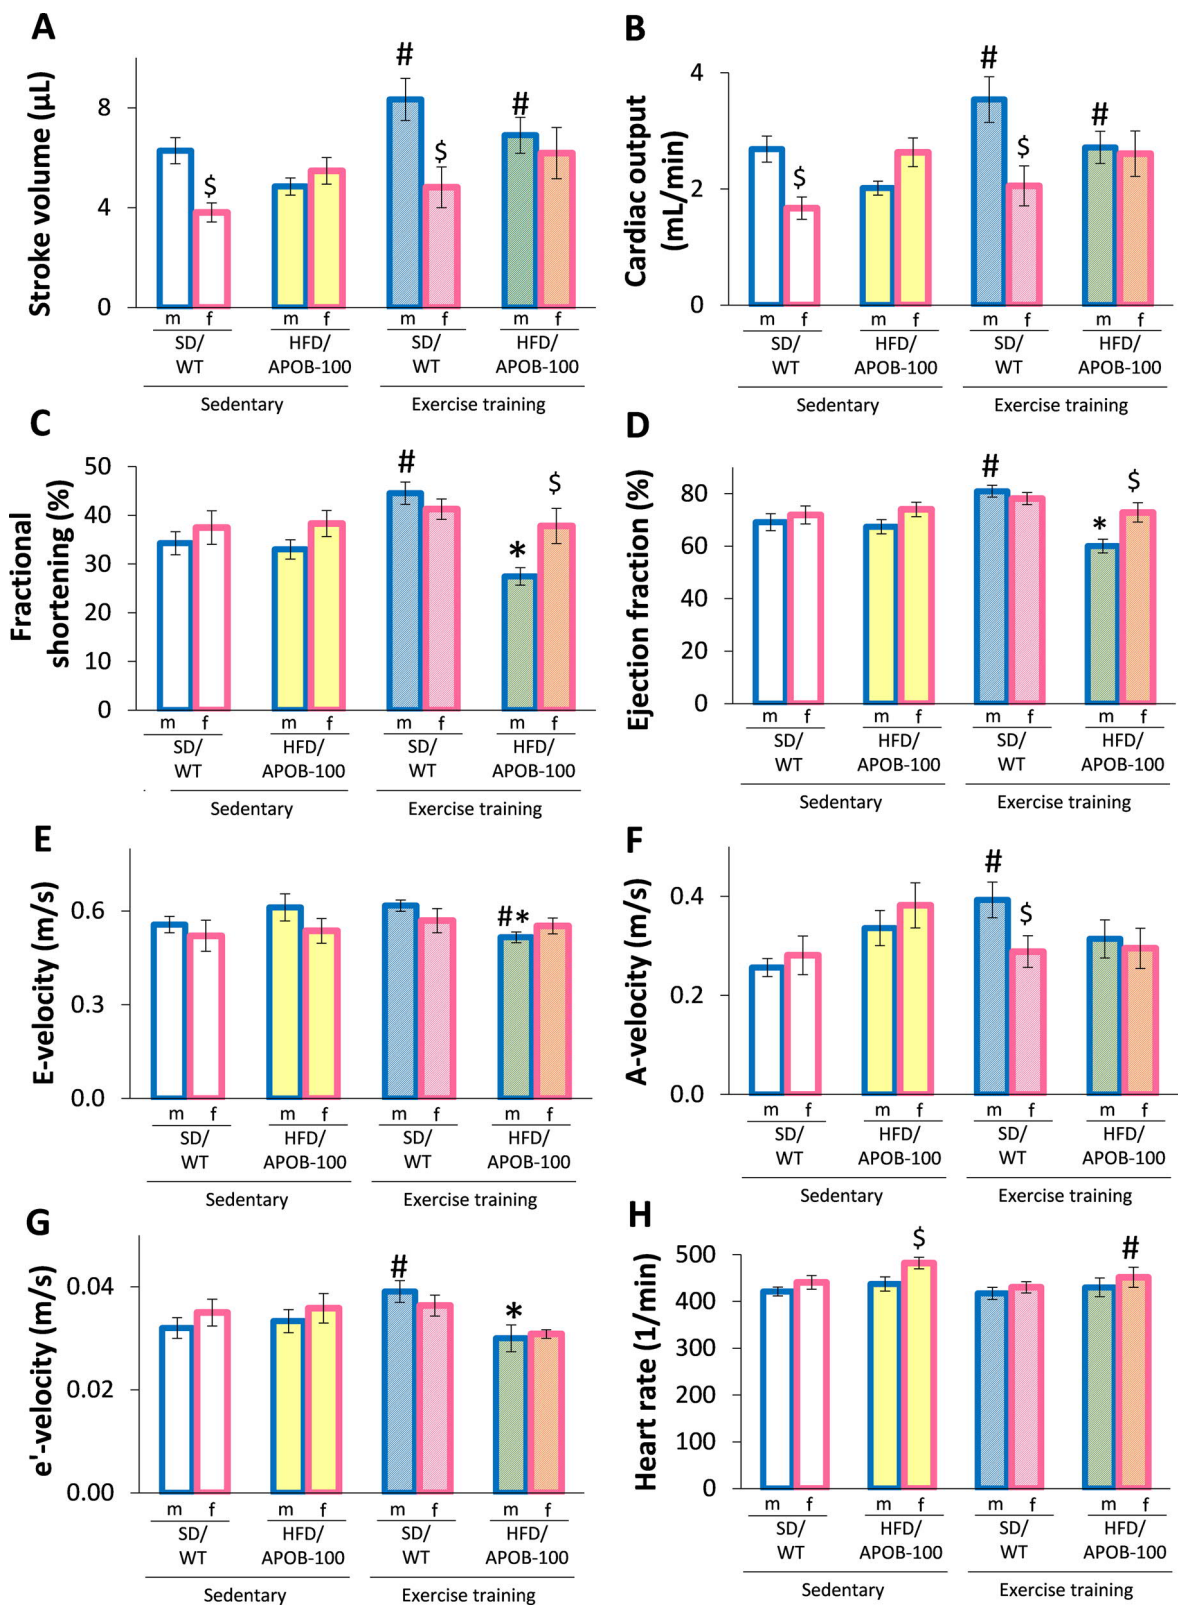 A
Stroke volume (µL)
8
4
0
#
$
#
$
m f m f m f m f
SD/ HFD/ SD/ HFD/
WT APOB-100 WT APOB-100
Sedentary Exercise training
B
Cardiac output
(mL/min)
4
2
0
#
$
#
$
m f m f m f m f
SD/ HFD/ SD/ HFD/
WT APOB-100 WT APOB-100
Sedentary Exercise training
C
Fractional
shortening (%)
50
40
30
20
10
0
#
$
*
m f m f m f m f
SD/ HFD/ SD/ HFD/
WT APOB-100 WT APOB-100
Sedentary Exercise training
D
Ejection fraction (%)
80
60
40
20
0
#
$
*
m f m f m f m f
SD/ HFD/ SD/ HFD/
WT APOB-100 WT APOB-100
Sedentary Exercise training
E
E-velocity (m/s)
0.6
0.3
0.0
#*
m f m f m f m f
SD/ HFD/ SD/ HFD/
WT APOB-100 WT APOB-100
Sedentary Exercise training
F
A-velocity (m/s)
0.4
0.2
0.0
#
$
m f m f m f m f
SD/ HFD/ SD/ HFD/
WT APOB-100 WT APOB-100
Sedentary Exercise training
G
e'-velocity (m/s)
0.04
0.02
0.00
#
*
m f m f m f m f
SD/ HFD/ SD/ HFD/
WT APOB-100 WT APOB-100
Sedentary Exercise training
H
Heart rate (1/min)
500
400
300
200
100
0
$
#
m f m f m f m f
SD/ HFD/ SD/ HFD/
WT APOB-100 WT APOB-100
Sedentary Exercise training